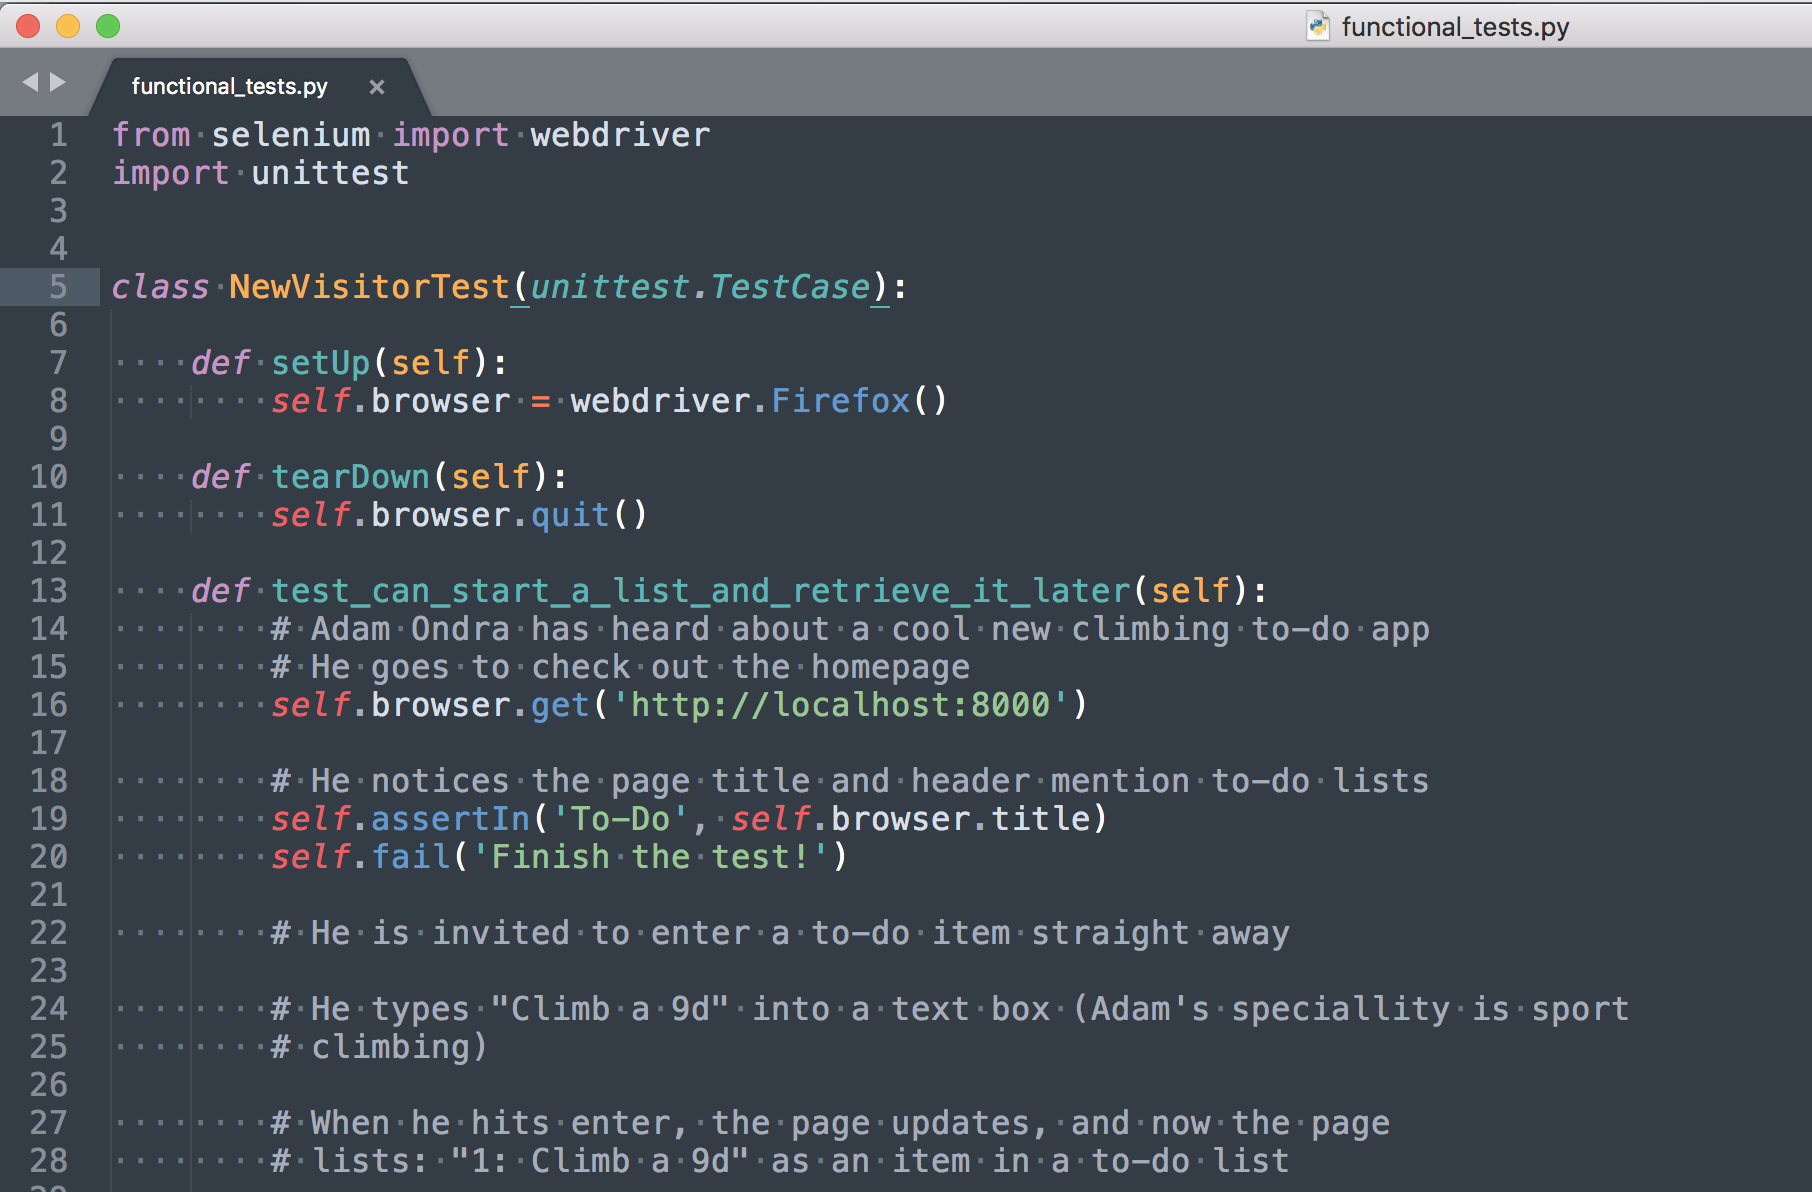 functional_tests.py
functional_tests.py ×
1 from selenium import webdriver
2 import unittest
3
4
5 class NewVisitorTest(unittest.TestCase):
6
7     def setUp(self):
8         self.browser = webdriver.Firefox()
9
10     def tearDown(self):
11         self.browser.quit()
12
13     def test_can_start_a_list_and_retrieve_it_later(self):
14         # Adam Ondra has heard about a cool new climbing to-do app
15         # He goes to check out the homepage
16         self.browser.get('http://localhost:8000')
17
18         # He notices the page title and header mention to-do lists
19         self.assertIn('To-Do', self.browser.title)
20         self.fail('Finish the test!')
21
22         # He is invited to enter a to-do item straight away
23
24         # He types "Climb a 9d" into a text box (Adam's speciallity is sport
25         # climbing)
26
27         # When he hits enter, the page updates, and now the page
28         # lists: "1: Climb a 9d" as an item in a to-do list